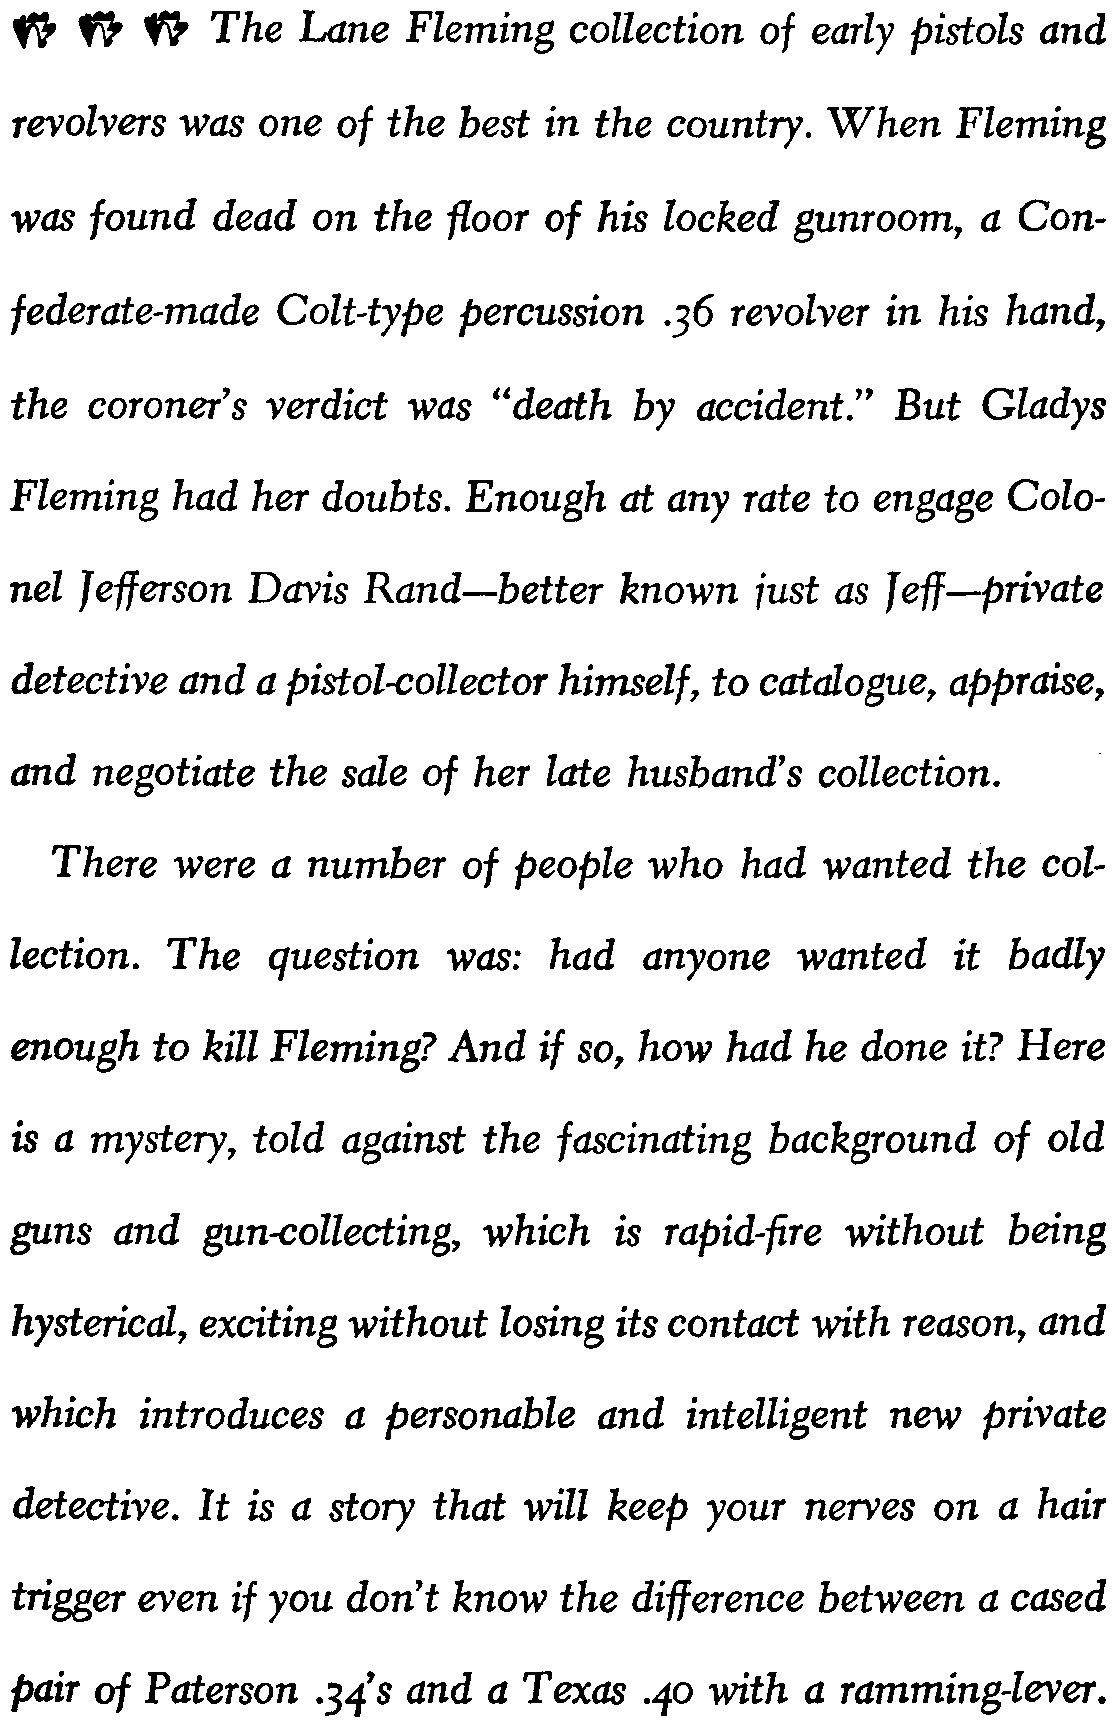 The Lane Fleming collection of early pistols and
revolvers was one of the best in the country. When Fleming
was found dead on the floor of his locked gunroom, a Con-
federate-made Colt-type percussion .36 revolver in his hand,
the coroner's verdict was “death by accident.” But Gladys
Fleming had her doubts. Enough at any rate to engage Colo-
nel Jefferson Davis Rand—better known just as Jeff—private
detective and a pistol-collector himself, to catalogue, appraise,
and negotiate the sale of her late husband's collection.
There were a number of people who had wanted the col-
lection. The question was: had anyone wanted it badly
enough to kill Fleming? And if so, how had he done it? Here
is a mystery, told against the fascinating background of old
guns and gun-collecting, which is rapid-fire without being
hysterical, exciting without losing its contact with reason, and
which introduces a personable and intelligent new private
detective. It is a story that will keep your nerves on a hair
trigger even if you don't know the difference between a cased
pair of Paterson .34's and a Texas .40 with a ramming-lever.